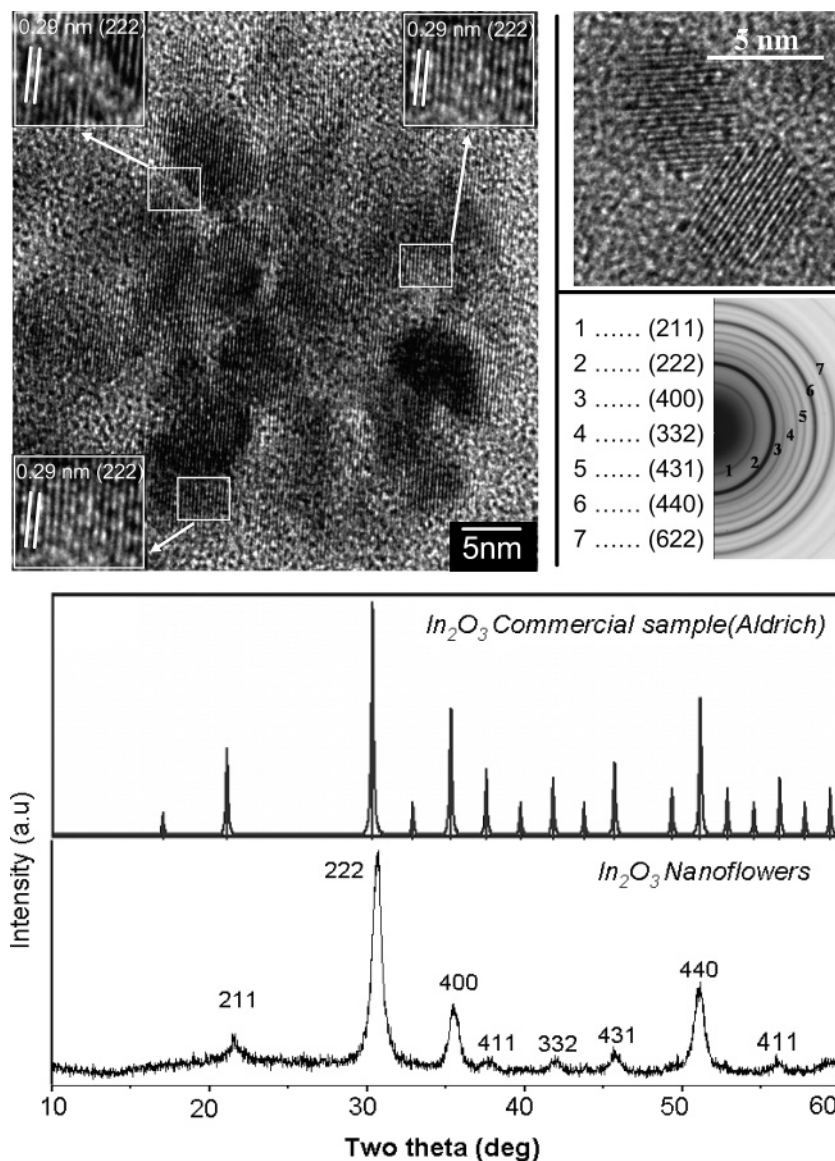 0.29 nm (222)
0.29 nm (222)
0.29 nm (222)
5nm
5 nm
1 ...... (211)
2 ...... (222)
3 ...... (400)
4 ...... (332)
5 ...... (431)
6 ...... (440)
7 ...... (622)
1 2 3 4 5 6 7
In₂O₃ Commercial sample(Aldrich)
In₂O₃ Nanoflowers
Intensity (a.u)
211
222
400
411
332
431
440
411
10 20 30 40 50 60
Two theta (deg)